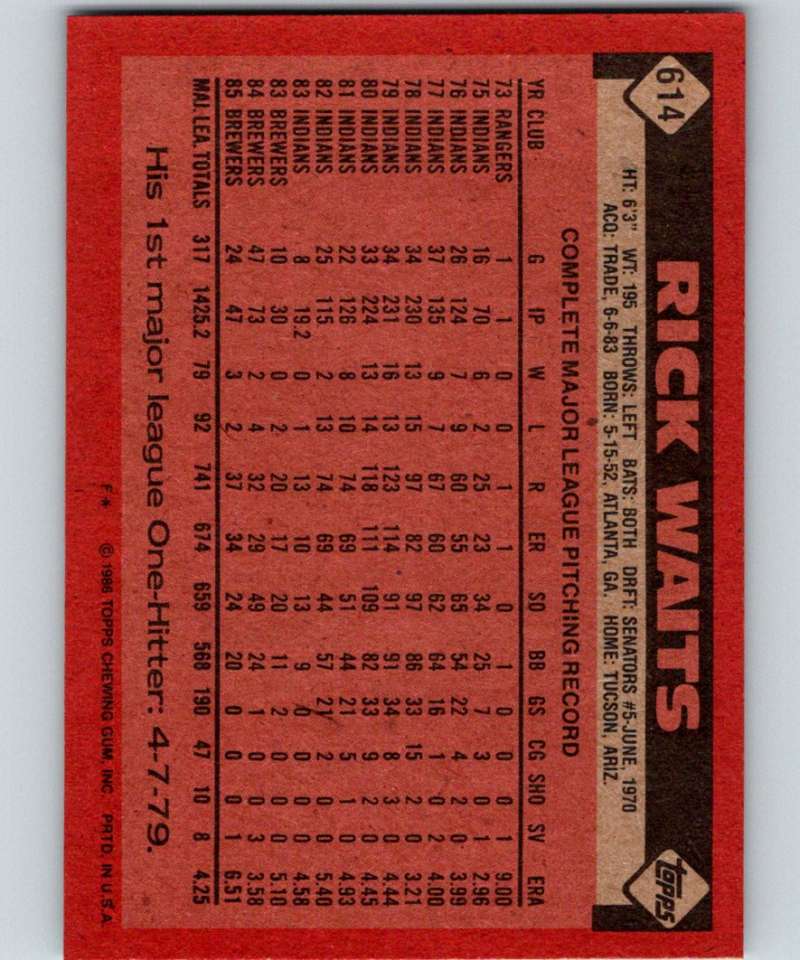 614
RICK WAITS
topps
HT: 6'3" WT: 195 THROWS: LEFT BATS: BOTH DRFT: SENATORS #5-JUNE, 1970
ACQ: TRADE, 6-6-83 BORN: 5-15-52, ATLANTA, GA. HOME: TUCSON, ARIZ.
COMPLETE MAJOR LEAGUE PITCHING RECORD
YR CLUB G IP W L R ER SO BB GS CG SHO SV ERA
73 RANGERS 1 1 0 0 1 1 0 1 0 0 0 1 9.00
75 INDIANS 16 70 6 2 25 23 34 25 7 3 0 1 2.96
76 INDIANS 26 124 7 9 60 55 65 54 22 4 2 0 3.99
77 INDIANS 37 135 9 7 67 60 62 64 16 1 0 2 4.00
78 INDIANS 34 230 13 15 97 82 97 86 33 15 2 0 3.21
79 INDIANS 34 231 16 13 123 114 91 91 34 8 3 0 4.44
80 INDIANS 33 224 13 14 118 111 109 82 33 9 2 0 4.45
81 INDIANS 22 126 8 10 74 69 51 44 21 5 1 0 4.93
82 INDIANS 25 115 2 13 74 69 44 57 21 2 0 0 5.40
83 INDIANS 8 19.2 0 1 13 10 13 9 0 0 0 0 4.58
83 BREWERS 10 30 0 2 20 17 20 11 2 0 0 0 5.10
84 BREWERS 47 73 2 4 32 29 49 24 1 0 0 3 3.58
85 BREWERS 24 47 3 2 37 34 24 20 0 0 0 1 6.51
MAJ. LEA. TOTALS 317 1425.2 79 92 741 674 659 568 190 47 10 8 4.25
His 1st major league One-Hitter: 4-7-79.
F* © 1986 TOPPS CHEWING GUM, INC. PRTD. IN U.S.A.